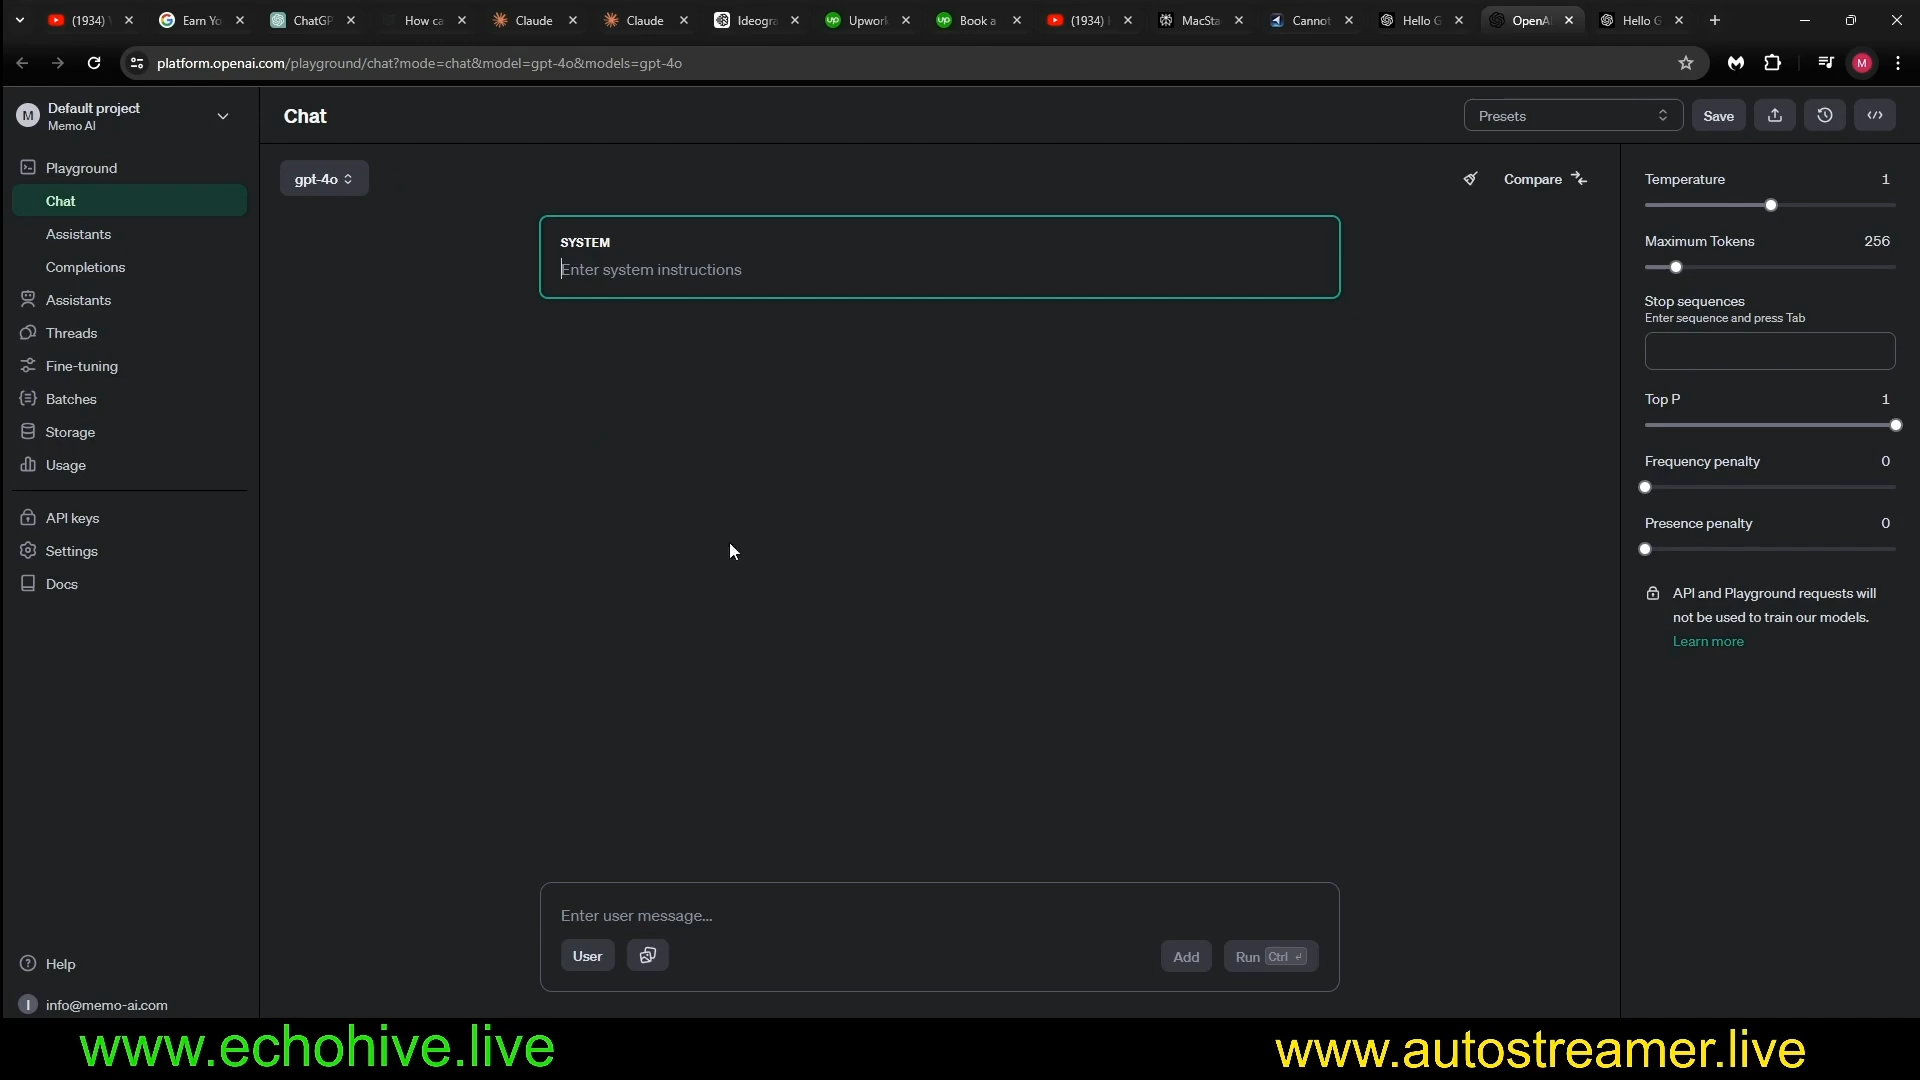 (1934)
Earn Yo
ChatGP
How ca
Claude
Claude
Ideogra
Upwork
Book a
(1934)
MacSta
Cannot
Hello G
OpenA
Hello G
platform.openai.com/playground/chat?mode=chat&model=gpt-4o&models=gpt-4o
M
M
Default project
Memo AI
Chat
Presets
Save
Playground
Chat
Assistants
Completions
Assistants
Threads
Fine-tuning
Batches
Storage
Usage
API keys
Settings
Docs
Help
I
info@memo-ai.com
gpt-4o
Compare
SYSTEM
Enter system instructions
Enter user message...
User
Add
Run Ctrl ↵
Temperature 1
Maximum Tokens 256
Stop sequences
Enter sequence and press Tab
Top P 1
Frequency penalty 0
Presence penalty 0
API and Playground requests will
not be used to train our models.
Learn more
www.echohive.live
www.autostreamer.live